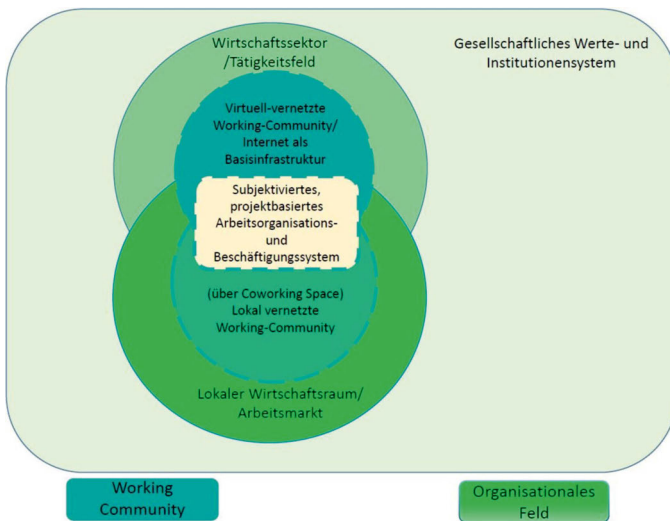 Wirtschaftssektor
/Tätigkeitsfeld
Gesellschaftliches Werte- und
Institutionensystem
Virtuell-vernetzte
Working-Community/
Internet als
Basisinfrastruktur
Subjektiviertes,
projektbasiertes
Arbeitsorganisations-
und
Beschäftigungssystem
(über Coworking Space)
Lokal vernetzte
Working-Community
Lokaler Wirtschaftsraum/
Arbeitsmarkt
Working
Community
Organisationales
Feld